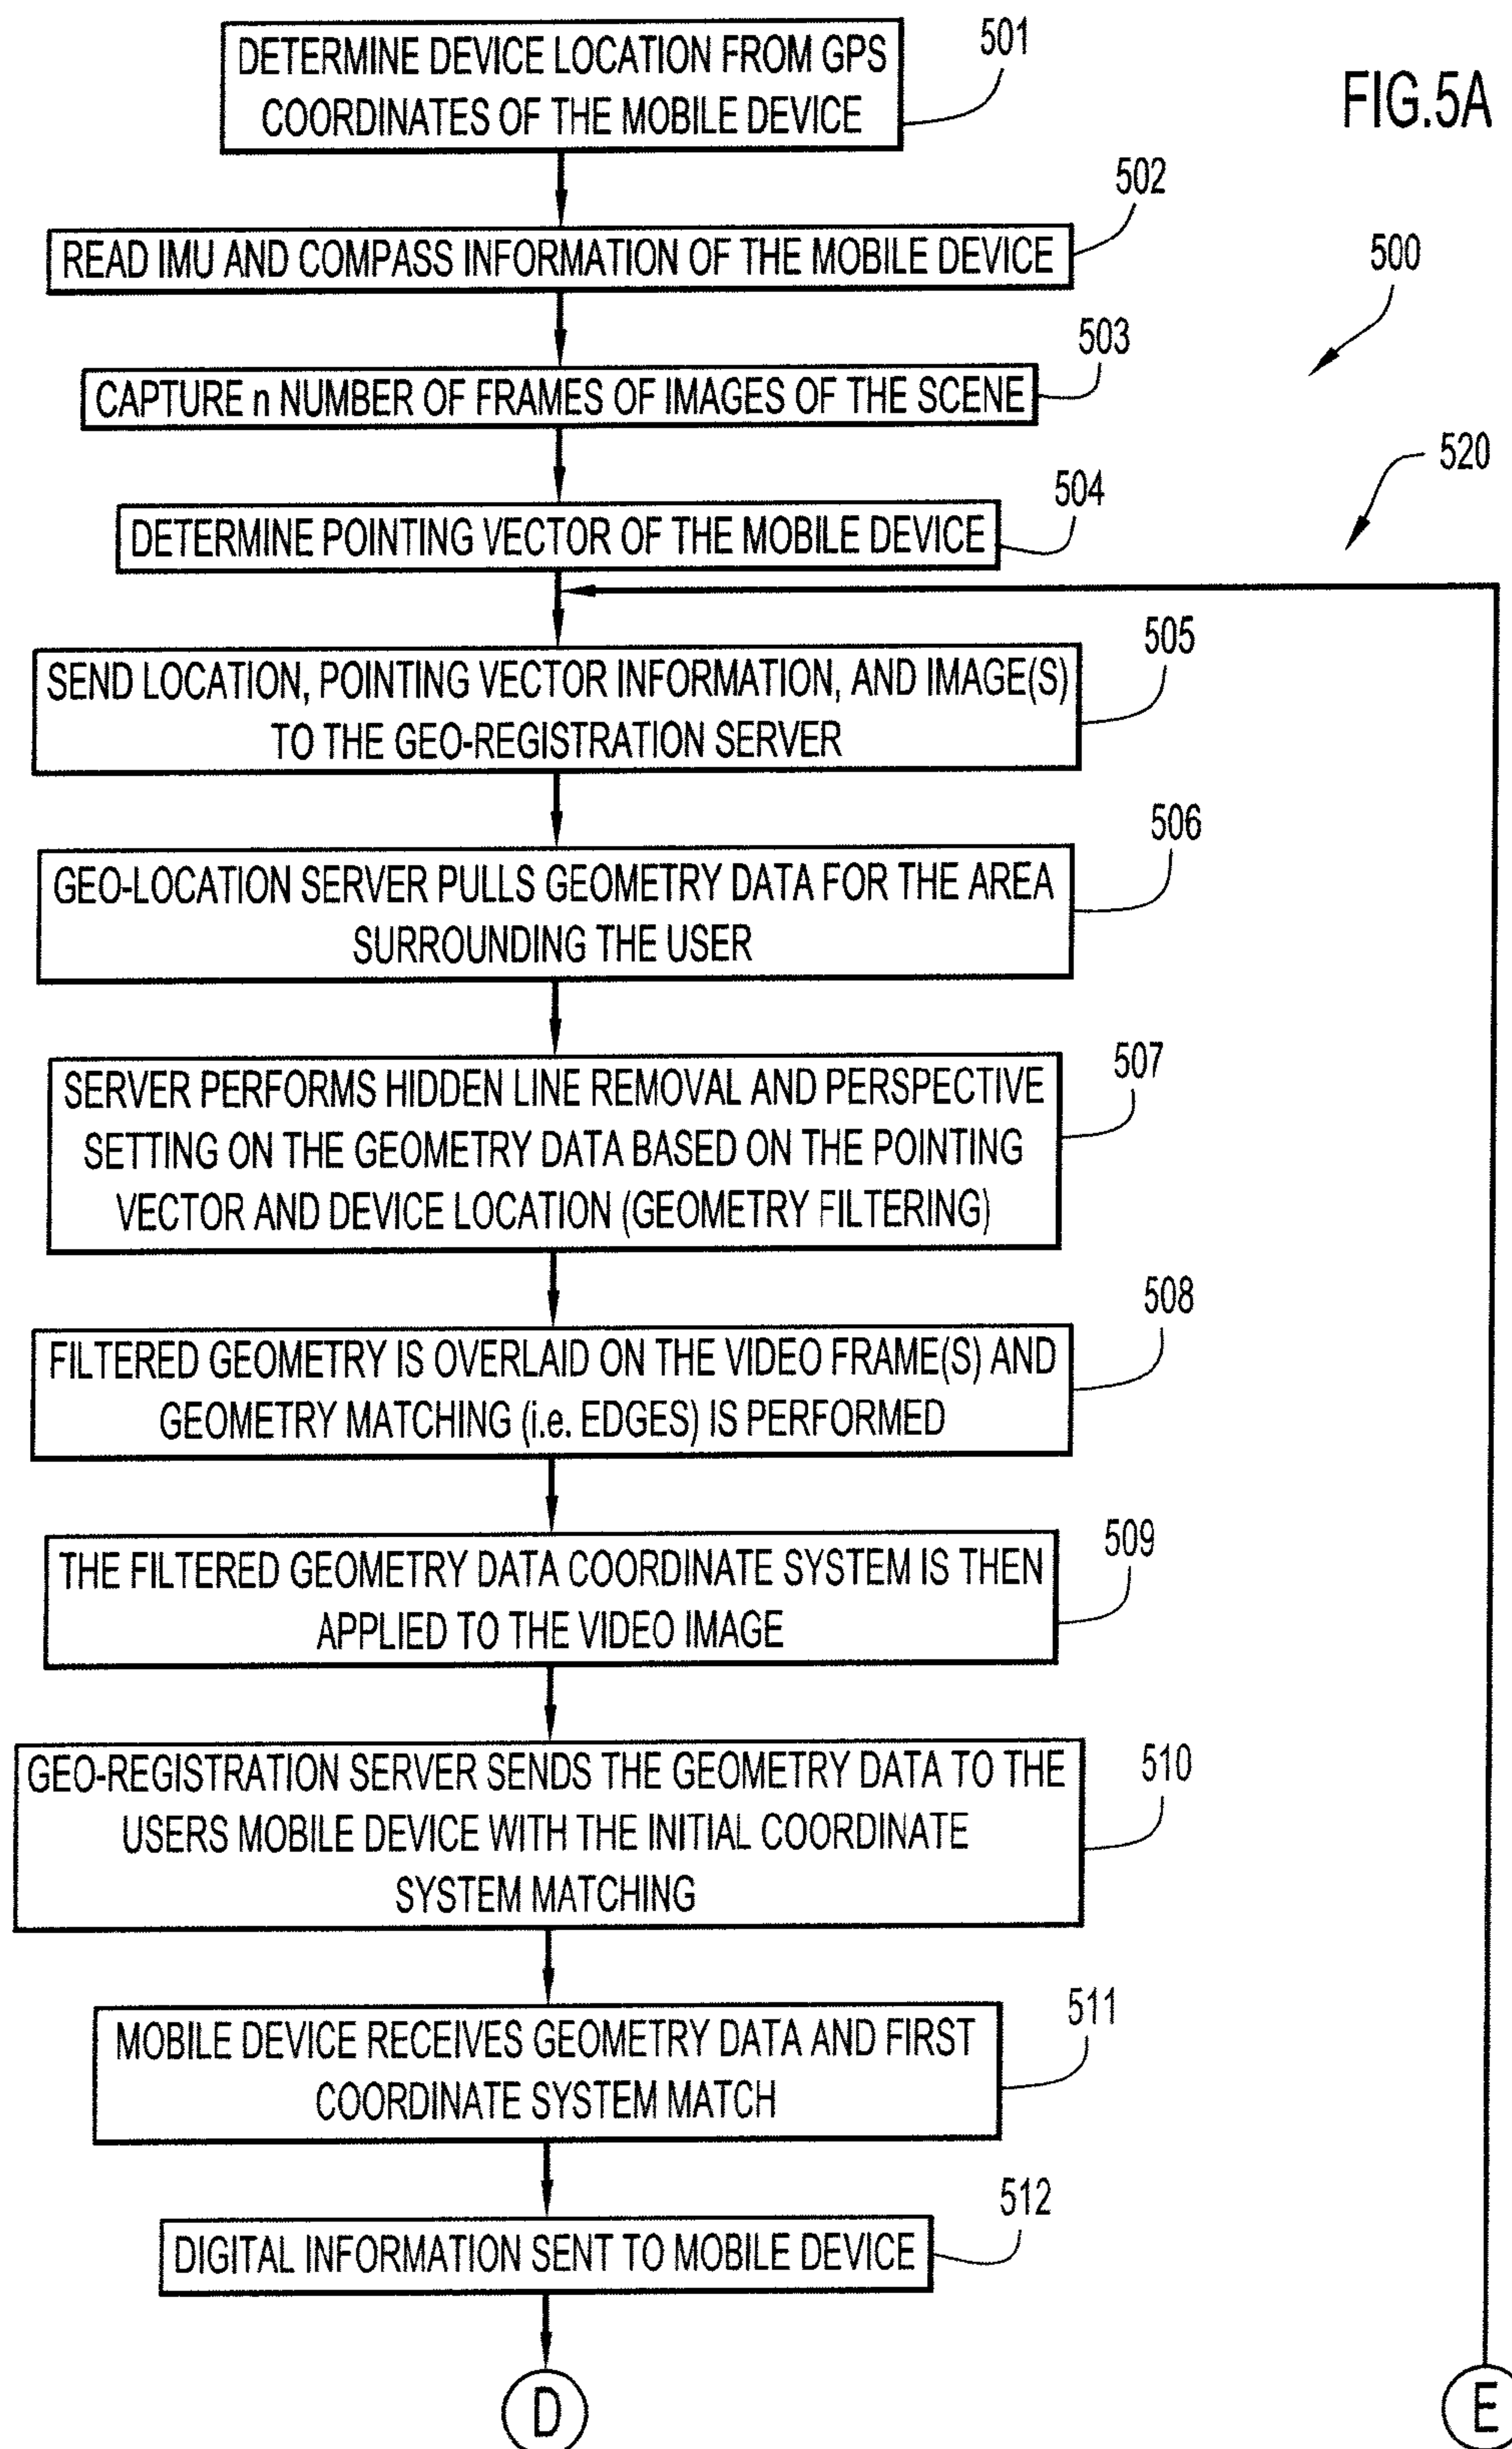 FIG.5A
DETERMINE DEVICE LOCATION FROM GPS
COORDINATES OF THE MOBILE DEVICE
501
READ IMU AND COMPASS INFORMATION OF THE MOBILE DEVICE
502
500
CAPTURE n NUMBER OF FRAMES OF IMAGES OF THE SCENE
503
520
DETERMINE POINTING VECTOR OF THE MOBILE DEVICE
504
SEND LOCATION, POINTING VECTOR INFORMATION, AND IMAGE(S)
TO THE GEO-REGISTRATION SERVER
505
GEO-LOCATION SERVER PULLS GEOMETRY DATA FOR THE AREA
SURROUNDING THE USER
506
SERVER PERFORMS HIDDEN LINE REMOVAL AND PERSPECTIVE
SETTING ON THE GEOMETRY DATA BASED ON THE POINTING
VECTOR AND DEVICE LOCATION (GEOMETRY FILTERING)
507
FILTERED GEOMETRY IS OVERLAID ON THE VIDEO FRAME(S) AND
GEOMETRY MATCHING (i.e. EDGES) IS PERFORMED
508
THE FILTERED GEOMETRY DATA COORDINATE SYSTEM IS THEN
APPLIED TO THE VIDEO IMAGE
509
GEO-REGISTRATION SERVER SENDS THE GEOMETRY DATA TO THE
USERS MOBILE DEVICE WITH THE INITIAL COORDINATE
SYSTEM MATCHING
510
MOBILE DEVICE RECEIVES GEOMETRY DATA AND FIRST
COORDINATE SYSTEM MATCH
511
DIGITAL INFORMATION SENT TO MOBILE DEVICE
512
D
E